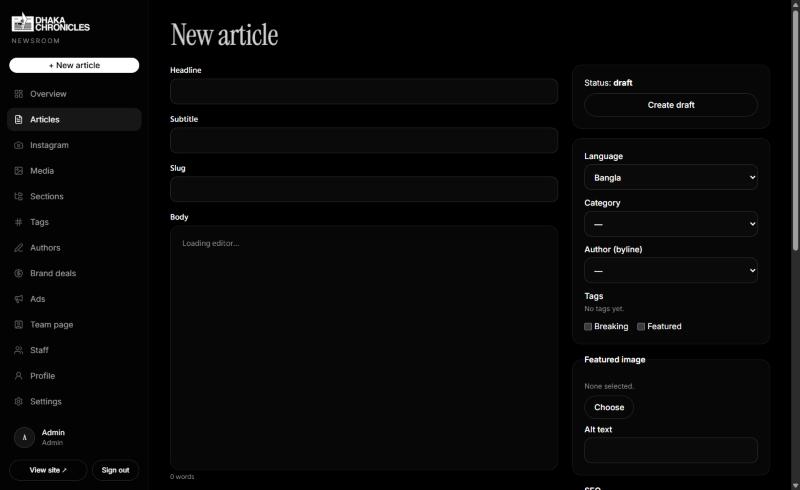 DHAKA
CHRONICLES
NEWSROOM
+ New article
Overview
Articles
Instagram
Media
Sections
Tags
Authors
Brand deals
Ads
Team page
Staff
Profile
Settings
A
Admin
Admin
View site ↗
Sign out
New article
Headline
Subtitle
Slug
Body
Loading editor...
0 words
Status: draft
Create draft
Language
Bangla
Category
—
Author (byline)
—
Tags
No tags yet.
Breaking
Featured
Featured image
None selected.
Choose
Alt text
SEO